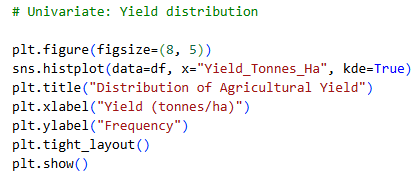 # Univariate: Yield distribution
plt.figure(figsize=(8, 5))
sns.histplot(data=df, x="Yield_Tonnes_Ha", kde=True)
plt.title("Distribution of Agricultural Yield")
plt.xlabel("Yield (tonnes/ha)")
plt.ylabel("Frequency")
plt.tight_layout()
plt.show()